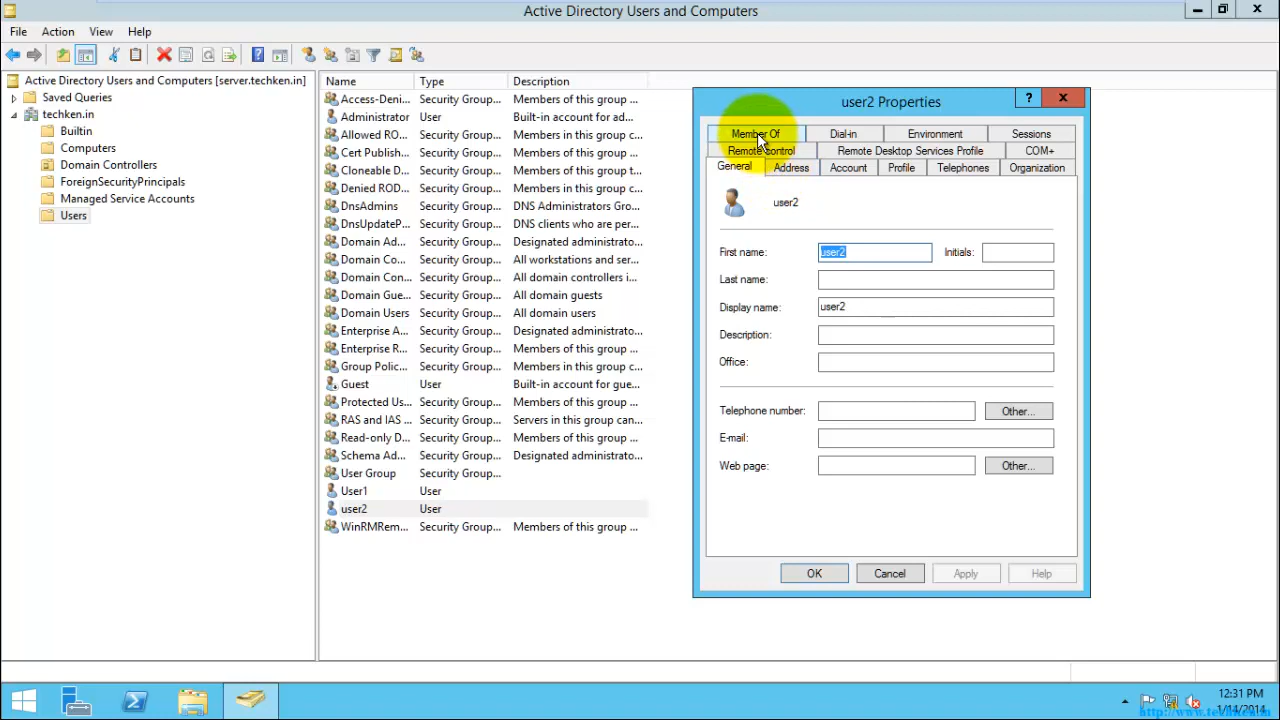 Active Directory Users and Computers
File Action View Help
Active Directory Users and Computers [server.techken.in]
Saved Queries
techken.in
Builtin
Computers
Domain Controllers
ForeignSecurityPrincipals
Managed Service Accounts
Users
Name Type Description
Access-Deni... Security Group... Members of this group ...
Administrator User Built-in account for ad...
Allowed RO... Security Group... Members in this group c...
Cert Publish... Security Group... Members of this group ...
Cloneable D... Security Group... Members of this group t...
Denied ROD... Security Group... Members in this group c...
DnsAdmins Security Group... DNS Administrators Gro...
DnsUpdateP... Security Group... DNS clients who are per...
Domain Ad... Security Group... Designated administrato...
Domain Co... Security Group... All workstations and ser...
Domain Con... Security Group... All domain controllers i...
Domain Gue... Security Group... All domain guests
Domain Users Security Group... All domain users
Enterprise A... Security Group... Designated administrato...
Enterprise R... Security Group... Members of this group ...
Group Polic... Security Group... Members in this group c...
Guest User Built-in account for gue...
Protected Us... Security Group... Members of this group ...
RAS and IAS ... Security Group... Servers in this group can...
Read-only D... Security Group... Members of this group ...
Schema Ad... Security Group... Designated administrato...
User Group Security Group...
User1 User
user2 User
WinRMRem... Security Group... Members of this group ...
user2 Properties ?
Member Of Dial-in Environment Sessions
Remote control Remote Desktop Services Profile COM+
General Address Account Profile Telephones Organization
user2
First name: user2 Initials:
Last name:
Display name: user2
Description:
Office:
Telephone number: Other...
E-mail:
Web page: Other...
OK Cancel Apply Help
12:31 PM
1/14/2014